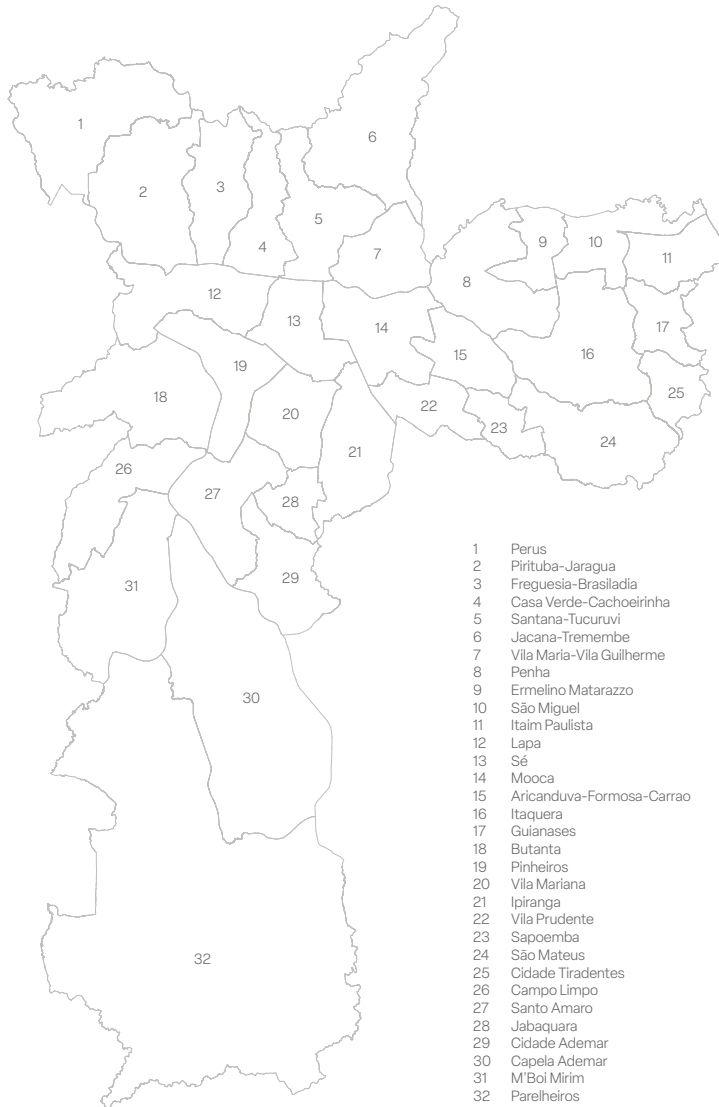 6
1
3
2
5
9
10
4
7
11
8
12
13
17
14
15
16
19
18
25
22
20
23
24
21
26
27
28
29
31
30
32
1 Perus
2 Pirituba-Jaragua
3 Freguesia-Brasiladia
4 Casa Verde-Cachoeirinha
5 Santana-Tucuruvi
6 Jacana-Tremembe
7 Vila Maria-Vila Guilherme
8 Penha
9 Ermelino Matarazzo
10 São Miguel
11 Itaim Paulista
12 Lapa
13 Sé
14 Mooca
15 Aricanduva-Formosa-Carrao
16 Itaquera
17 Guianases
18 Butanta
19 Pinheiros
20 Vila Mariana
21 Ipiranga
22 Vila Prudente
23 Sapoemba
24 São Mateus
25 Cidade Tiradentes
26 Campo Limpo
27 Santo Amaro
28 Jabaquara
29 Cidade Ademar
30 Capela Ademar
31 M'Boi Mirim
32 Parelheiros